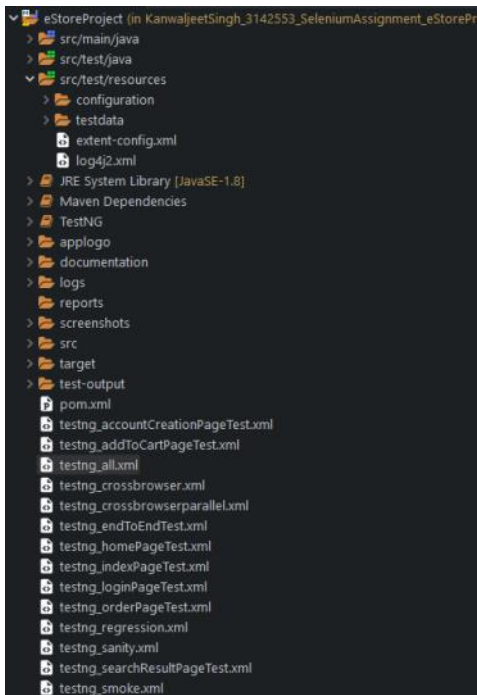 eStoreProject (in KanwaljeetSingh_3142553_SeleniumAssignment_eStorePr
src/main/java
src/test/java
src/test/resources
configuration
testdata
extent-config.xml
log4j2.xml
JRE System Library [JavaSE-1.8]
Maven Dependencies
TestNG
applogo
documentation
logs
reports
screenshots
src
target
test-output
pom.xml
testng_accountCreationPageTest.xml
testng_addToCartPageTest.xml
testng_all.xml
testng_crossbrowser.xml
testng_crossbrowserparallel.xml
testng_endToEndTest.xml
testng_homePageTest.xml
testng_indexPageTest.xml
testng_loginPageTest.xml
testng_orderPageTest.xml
testng_regression.xml
testng_sanity.xml
testng_searchResultPageTest.xml
testng_smoke.xml